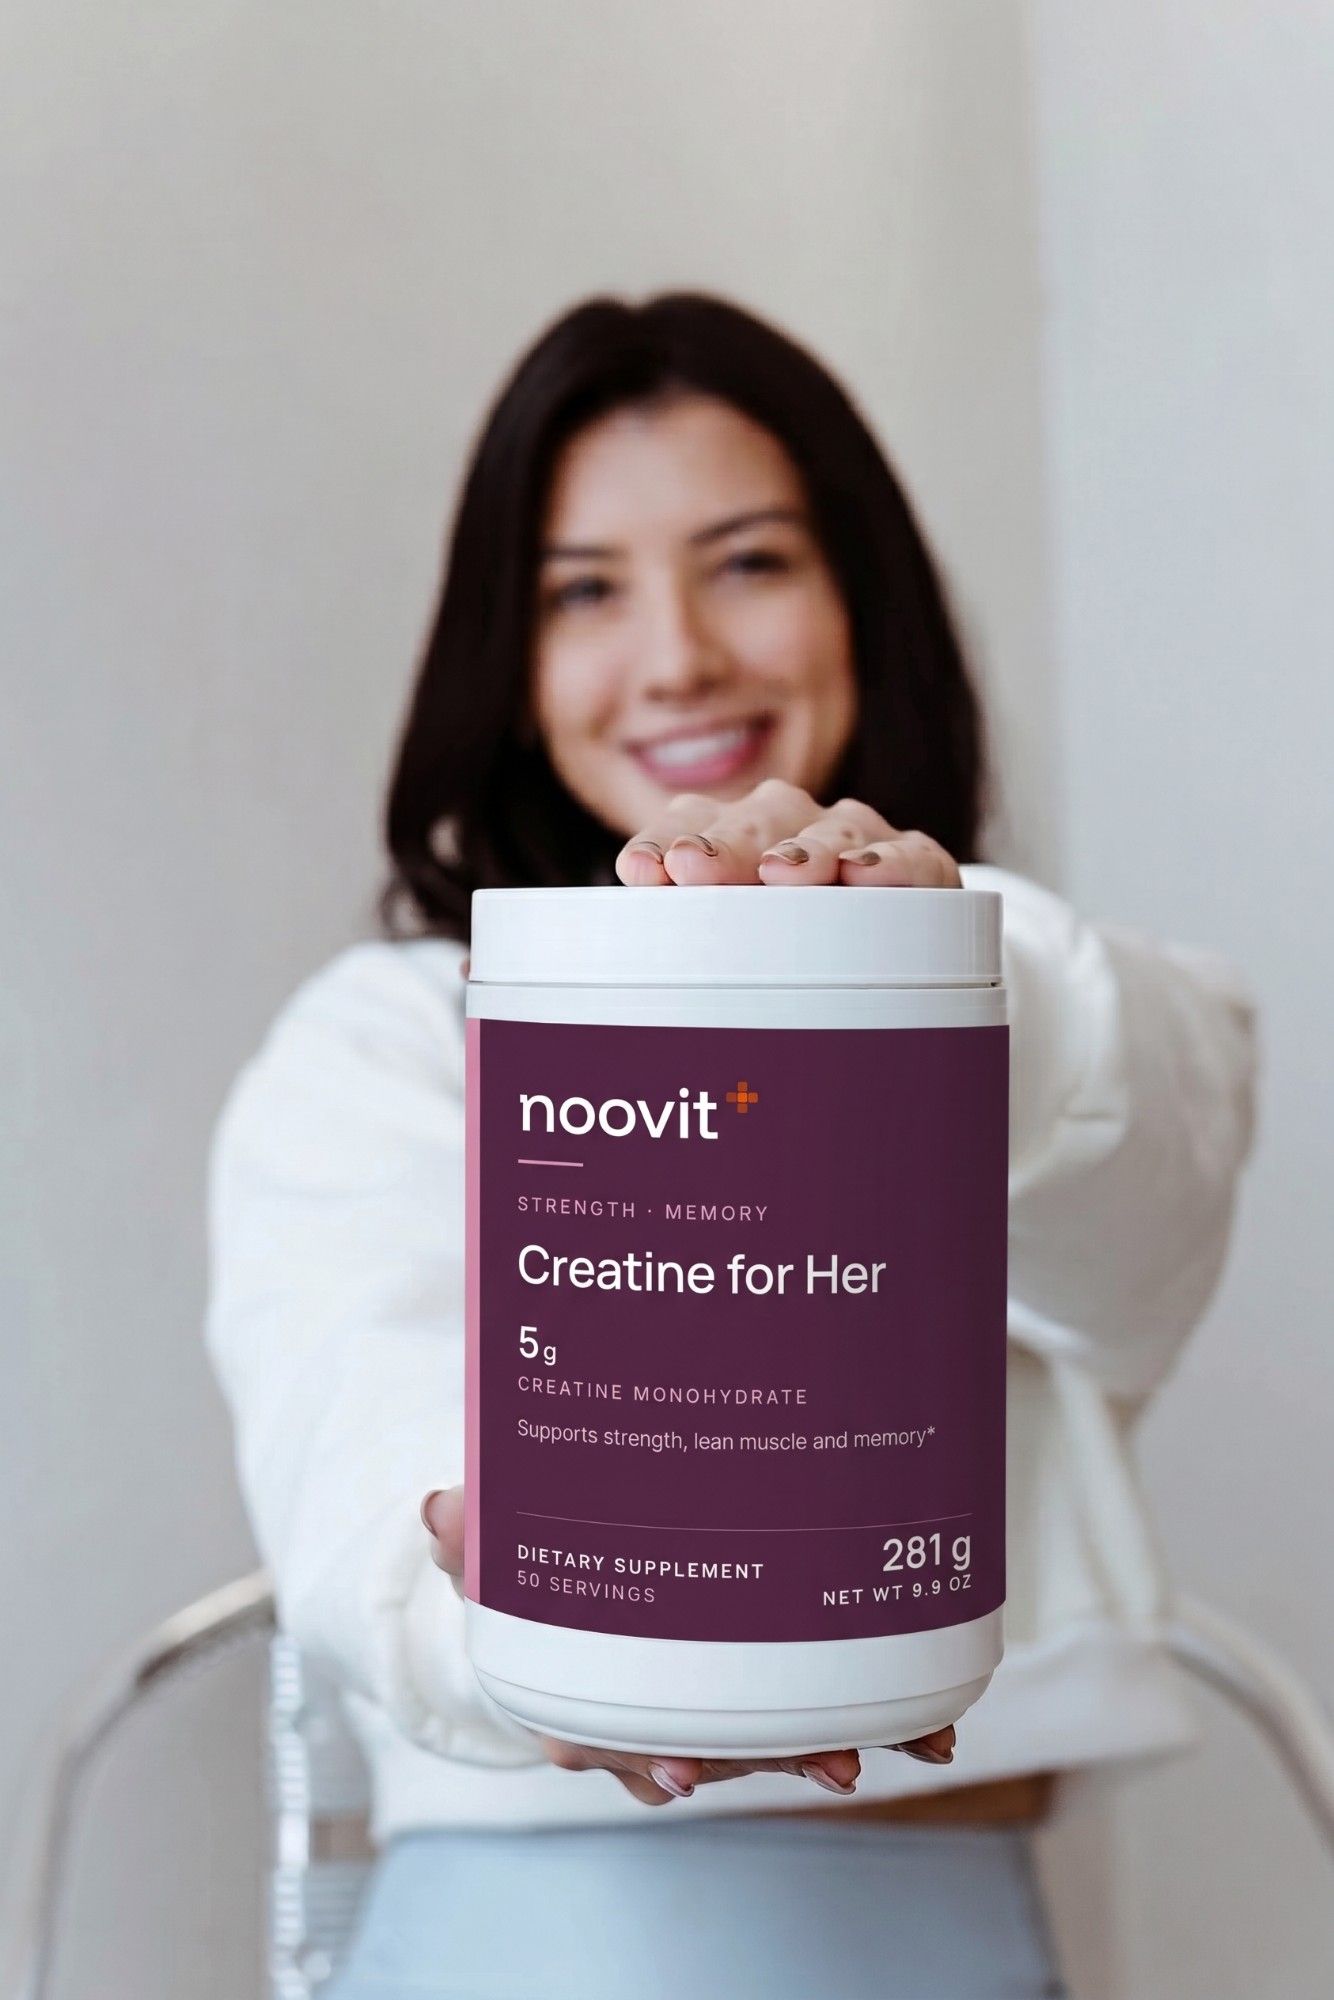 noovit
STRENGTH · MEMORY
Creatine for Her
5 g
CREATINE MONOHYDRATE
Supports strength, lean muscle and memory*
DIETARY SUPPLEMENT
50 SERVINGS
281 g
NET WT 9.9 OZ